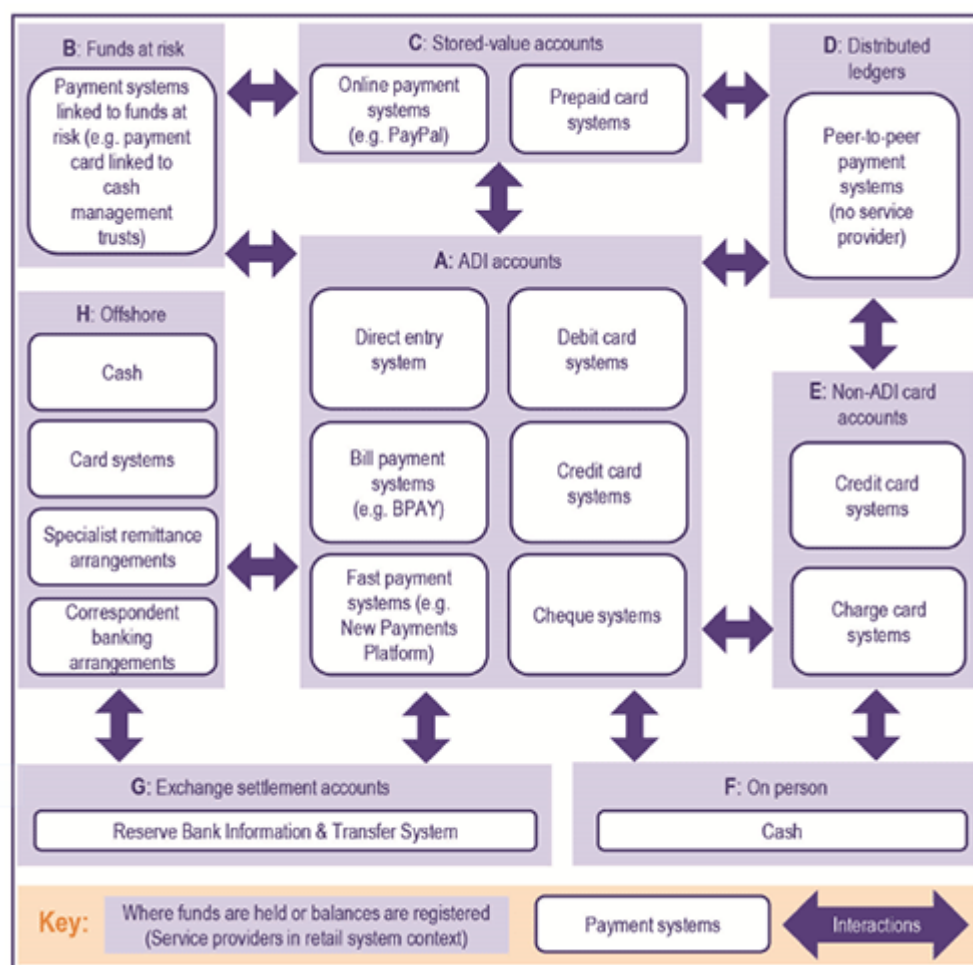 B: Funds at risk
Payment systems
linked to funds at
risk (e.g. payment
card linked to
cash
management
trusts)
C: Stored-value accounts
Online payment
systems
(e.g. PayPal)
Prepaid card
systems
D: Distributed
ledgers
Peer-to-peer
payment
systems
(no service
provider)
H: Offshore
Cash
Card systems
Specialist remittance
arrangements
Correspondent
banking
arrangements
A: ADI accounts
Direct entry
system
Debit card
systems
Bill payment
systems
(e.g. BPAY)
Credit card
systems
Fast payment
systems (e.g.
New Payments
Platform)
Cheque systems
E: Non-ADI card
accounts
Credit card
systems
Charge card
systems
G: Exchange settlement accounts
Reserve Bank Information & Transfer System
F: On person
Cash
Key:
Where funds are held or balances are registered
(Service providers in retail system context)
Payment systems
Interactions